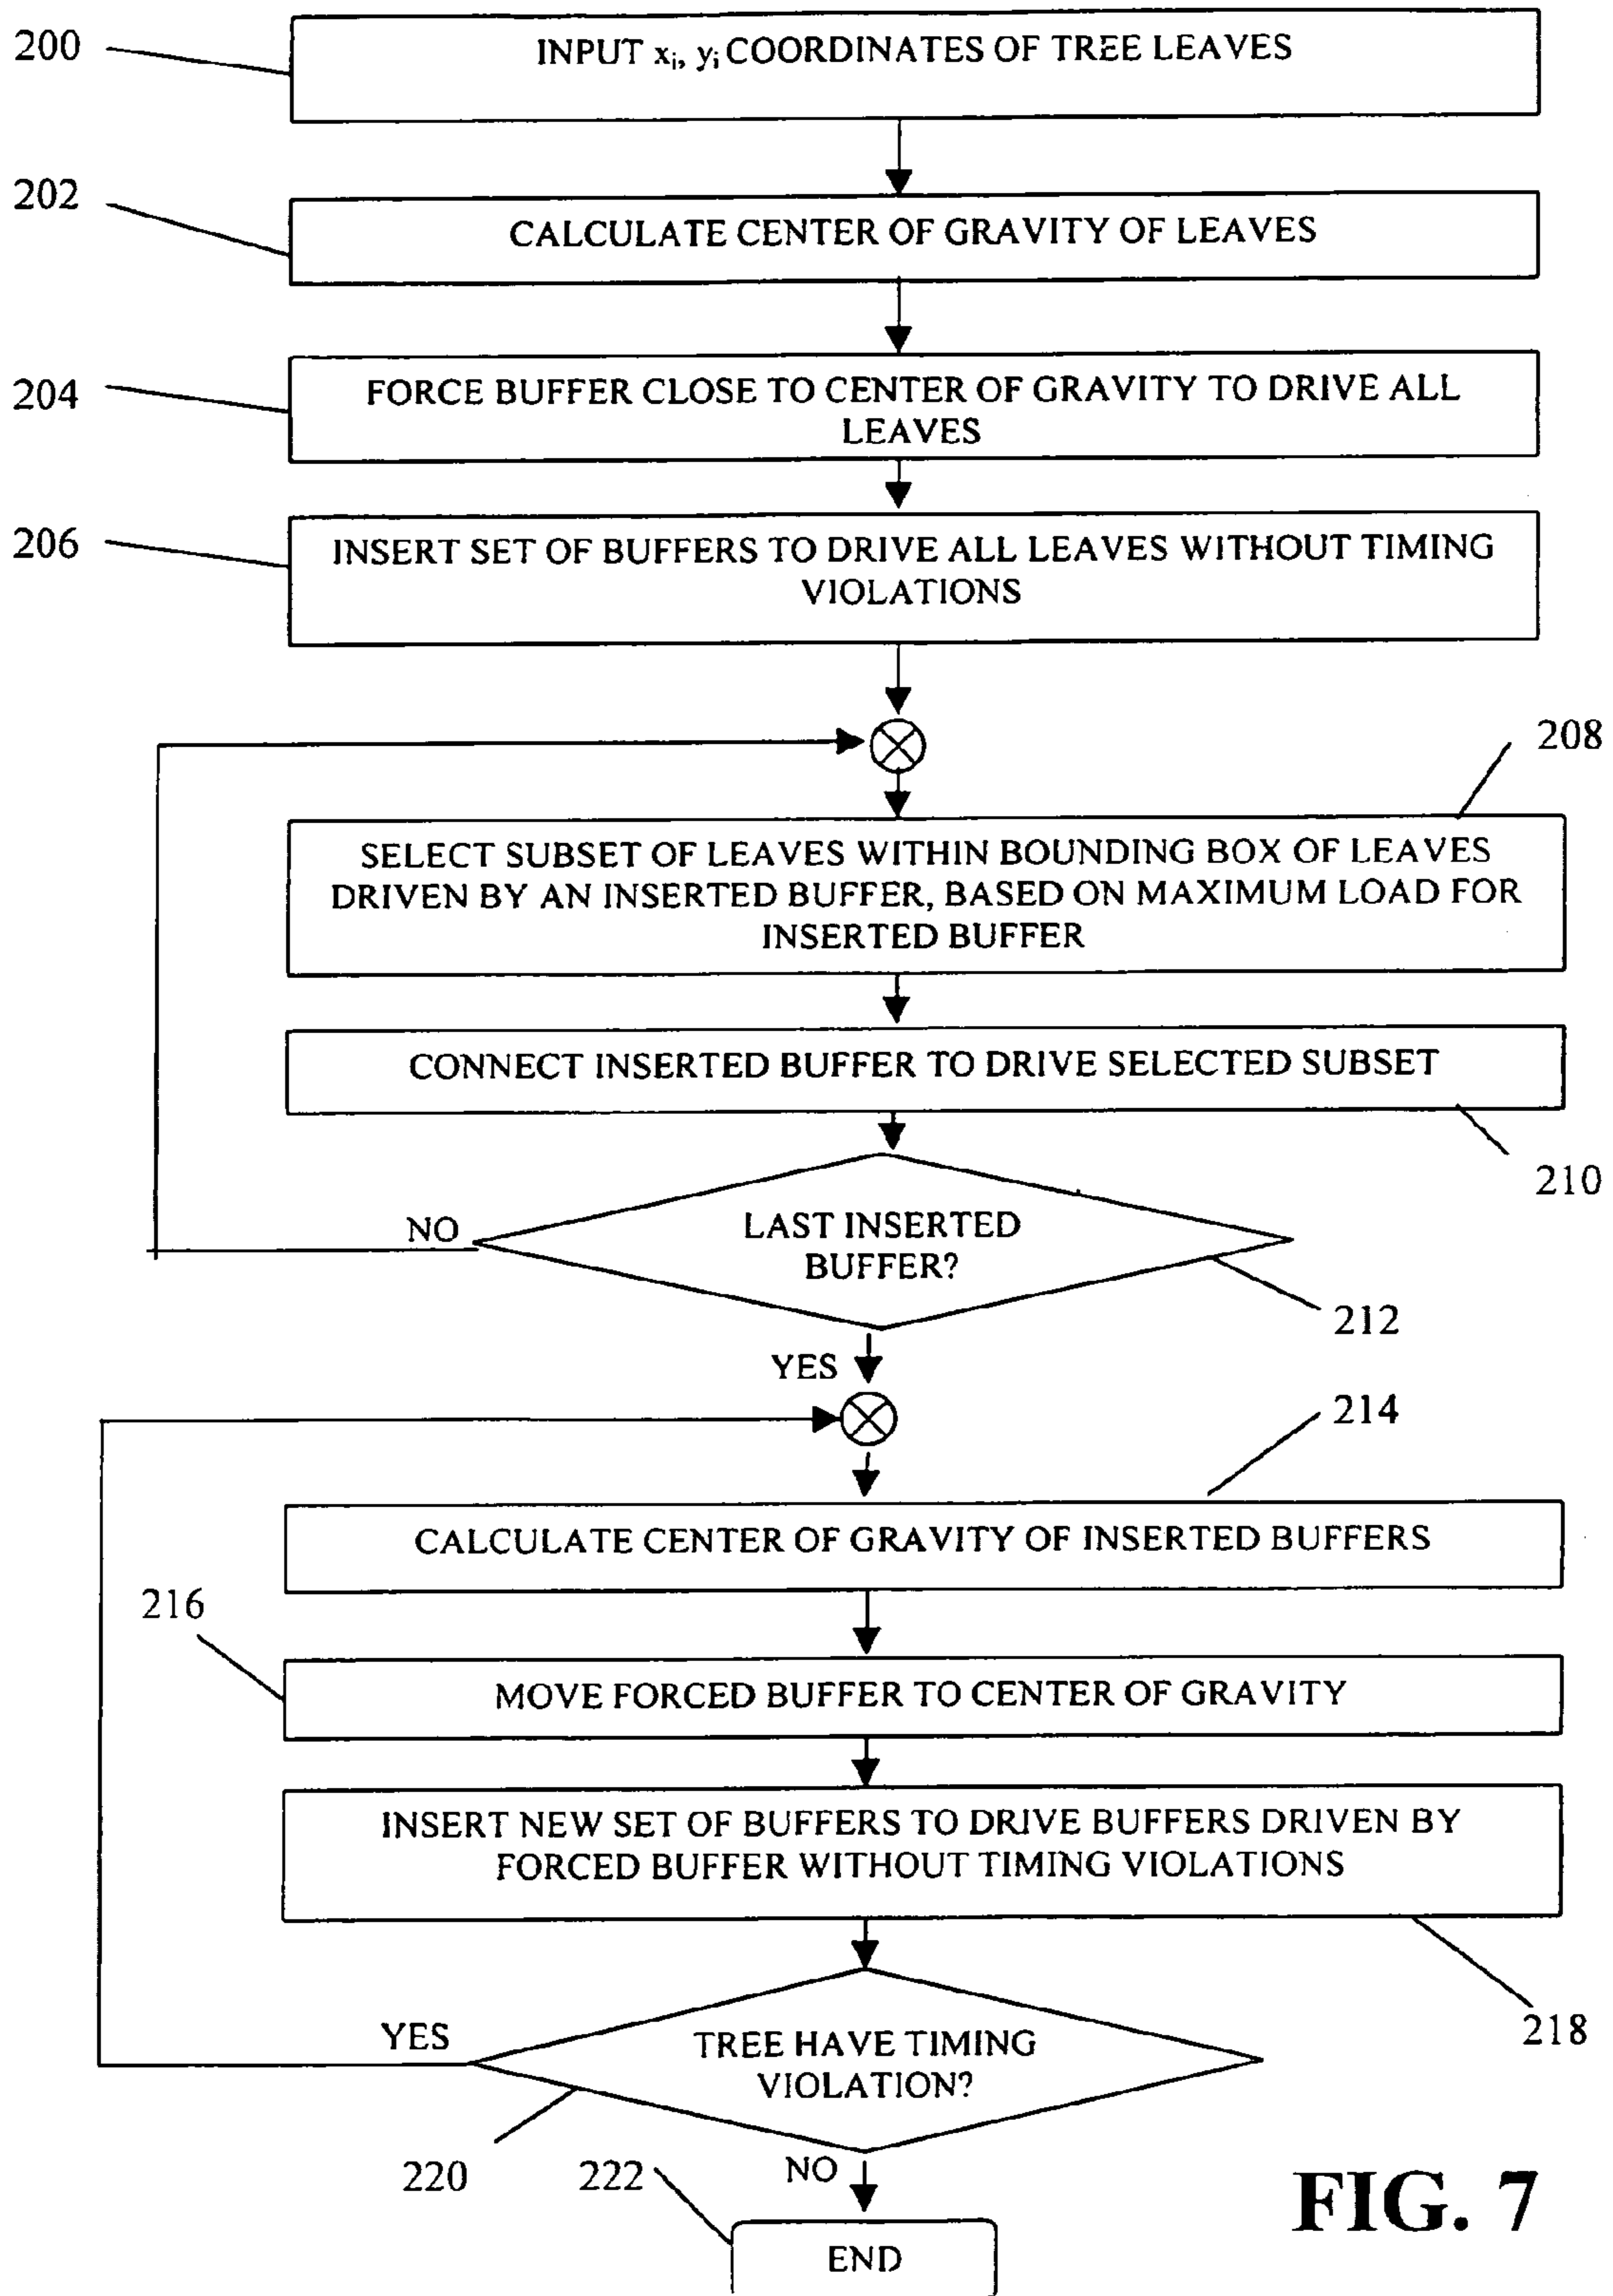 200
INPUT xi, yi COORDINATES OF TREE LEAVES
202
CALCULATE CENTER OF GRAVITY OF LEAVES
204
FORCE BUFFER CLOSE TO CENTER OF GRAVITY TO DRIVE ALL
LEAVES
206
INSERT SET OF BUFFERS TO DRIVE ALL LEAVES WITHOUT TIMING
VIOLATIONS
208
SELECT SUBSET OF LEAVES WITHIN BOUNDING BOX OF LEAVES
DRIVEN BY AN INSERTED BUFFER, BASED ON MAXIMUM LOAD FOR
INSERTED BUFFER
CONNECT INSERTED BUFFER TO DRIVE SELECTED SUBSET
210
NO
LAST INSERTED
BUFFER?
212
YES
214
CALCULATE CENTER OF GRAVITY OF INSERTED BUFFERS
216
MOVE FORCED BUFFER TO CENTER OF GRAVITY
INSERT NEW SET OF BUFFERS TO DRIVE BUFFERS DRIVEN BY
FORCED BUFFER WITHOUT TIMING VIOLATIONS
218
YES
TREE HAVE TIMING
VIOLATION?
220
222
NO
END
FIG. 7